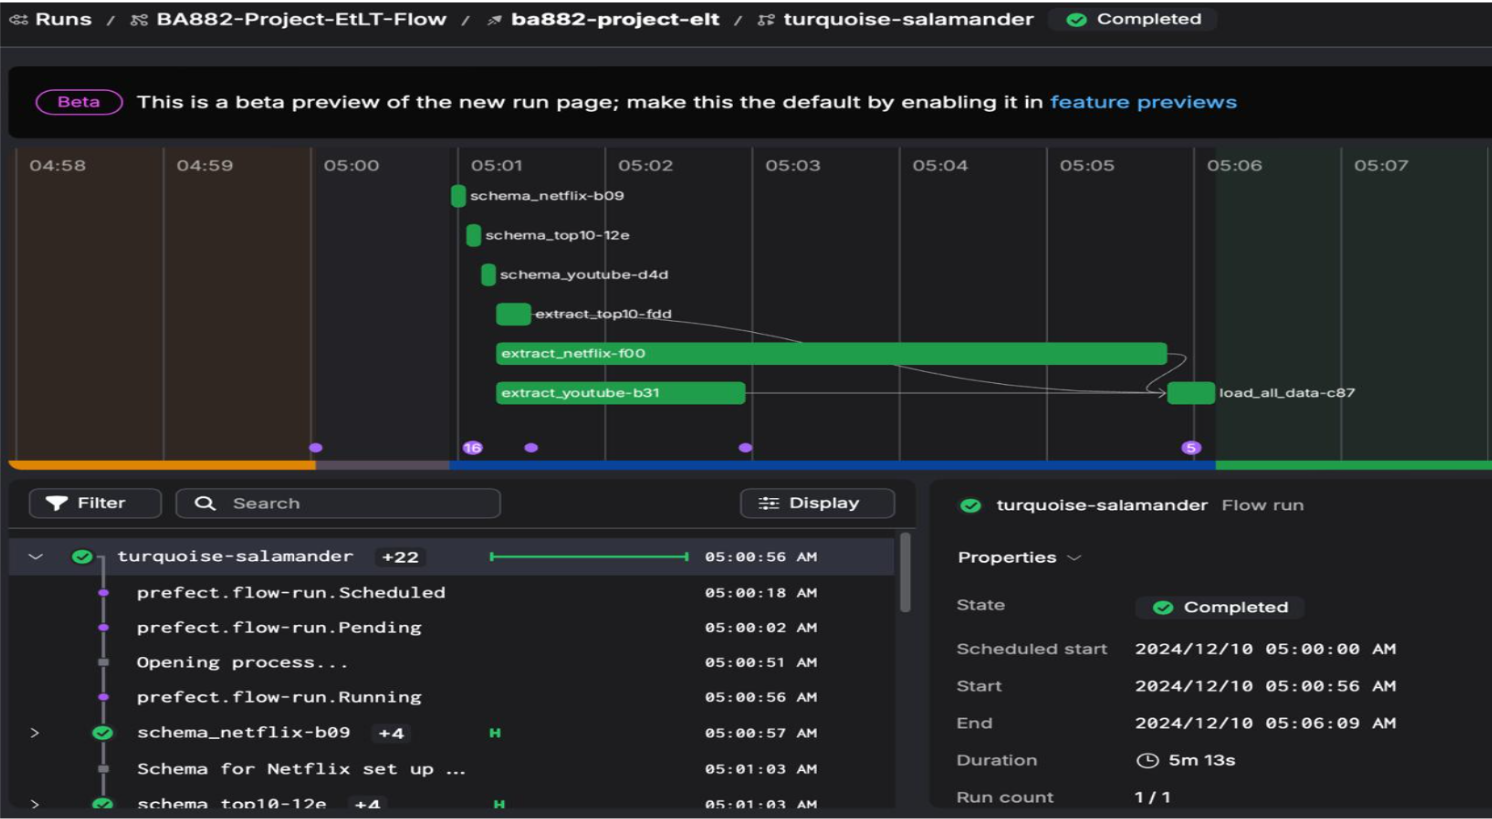 Runs / BA882-Project-EtLT-Flow / ba882-project-elt / turquoise-salamander Completed
Beta This is a beta preview of the new run page; make this the default by enabling it in feature previews
04:58 04:59 05:00 05:01 05:02 05:03 05:04 05:05 05:06 05:07
schema_netflix-b09
schema_top10-12e
schema_youtube-d4d
extract_top10-fdd
extract_netflix-f00
extract_youtube-b31 load_all_data-c87
16 5
Filter Search Display
turquoise-salamander +22 05:00:56 AM
prefect.flow-run.Scheduled 05:00:18 AM
prefect.flow-run.Pending 05:00:02 AM
Opening process... 05:00:51 AM
prefect.flow-run.Running 05:00:56 AM
schema_netflix-b09 +4 05:00:57 AM
Schema for Netflix set up ... 05:01:03 AM
schema_top10-12e +4 05:01:03 AM
turquoise-salamander Flow run
Properties
State Completed
Scheduled start 2024/12/10 05:00:00 AM
Start 2024/12/10 05:00:56 AM
End 2024/12/10 05:06:09 AM
Duration 5m 13s
Run count 1/1